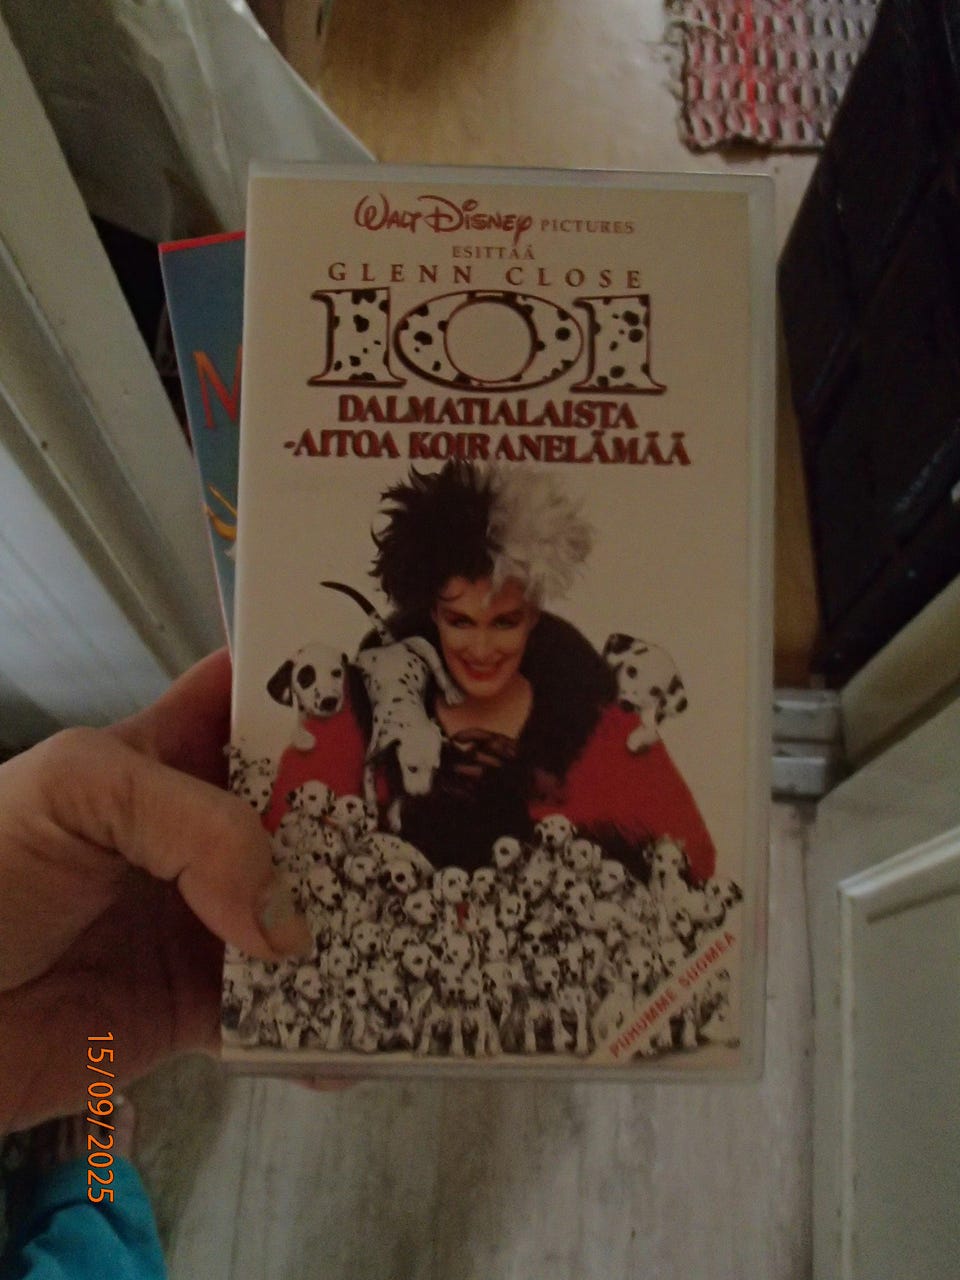 WALT DISNEY PICTURES
ESITTÄÄ
GLENN CLOSE
101
DALMATIALAISTA
-AITOA KOIRANELÄMÄÄ
PUHUMME SUOMEA
M
15/09/2025